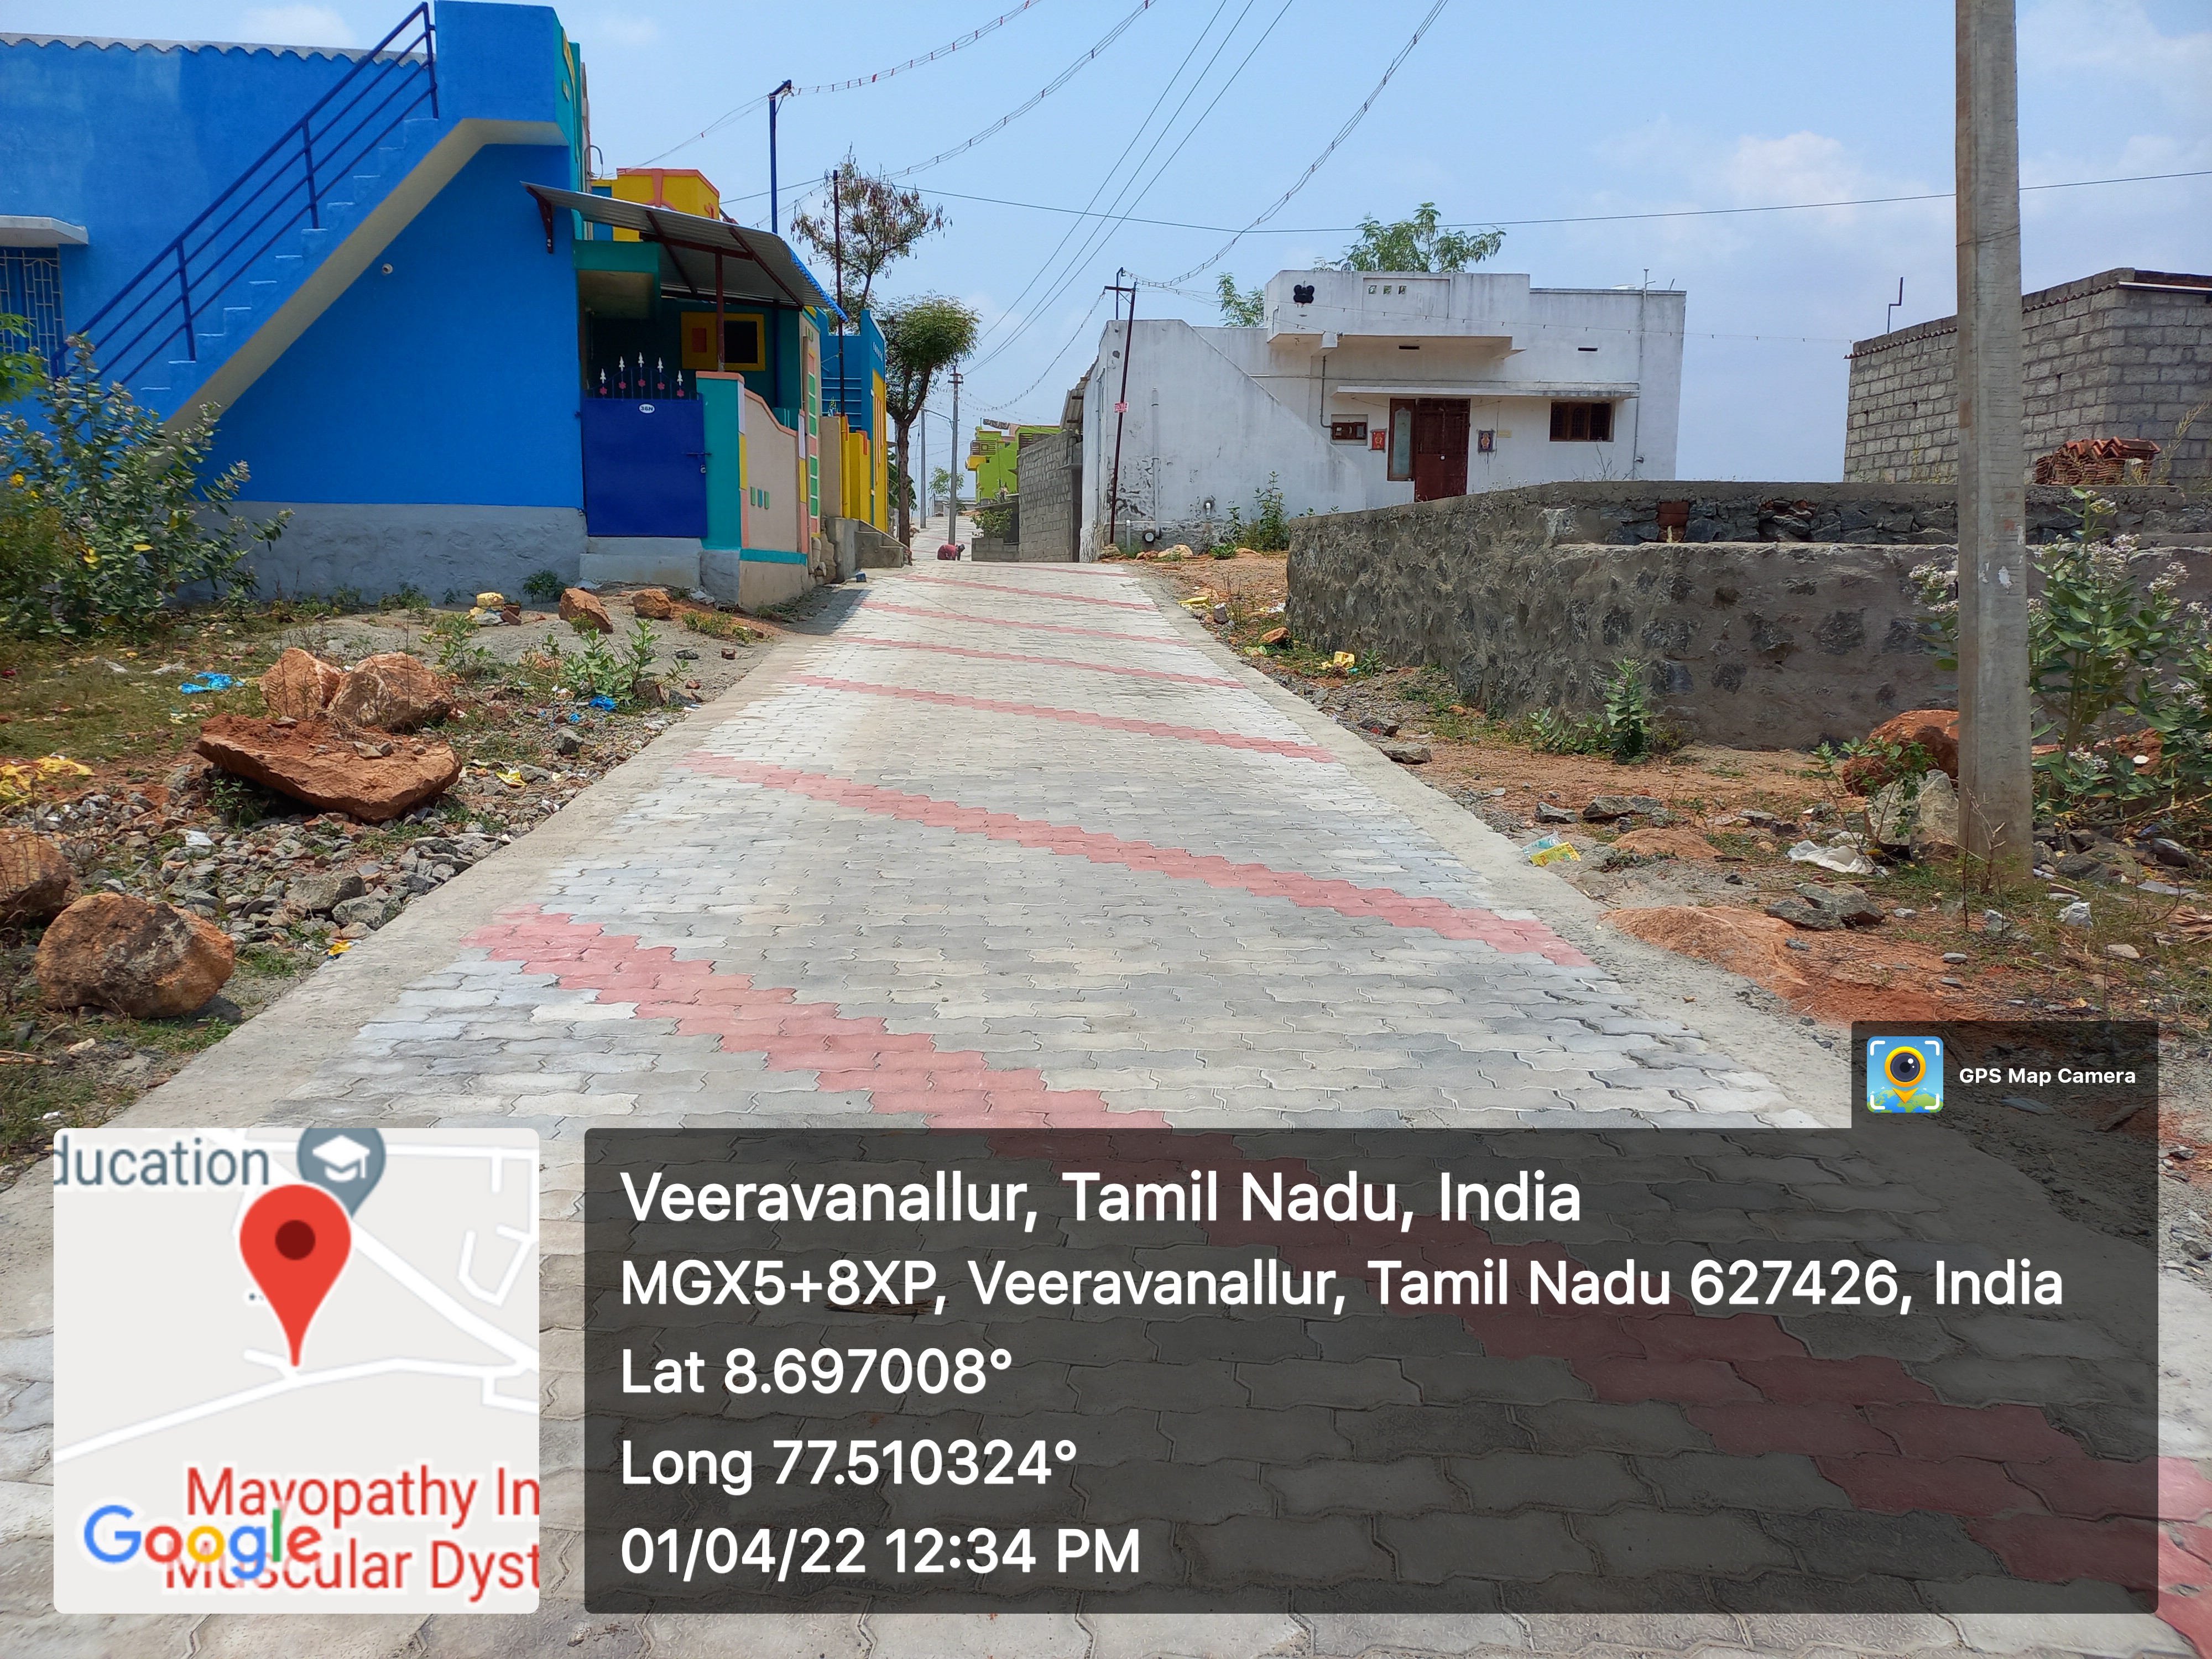 GPS Map Camera
ducation
Mayopathy In
Muscular Dyst
Google
Veeravanallur, Tamil Nadu, India
MGX5+8XP, Veeravanallur, Tamil Nadu 627426, India
Lat 8.697008°
Long 77.510324°
01/04/22 12:34 PM